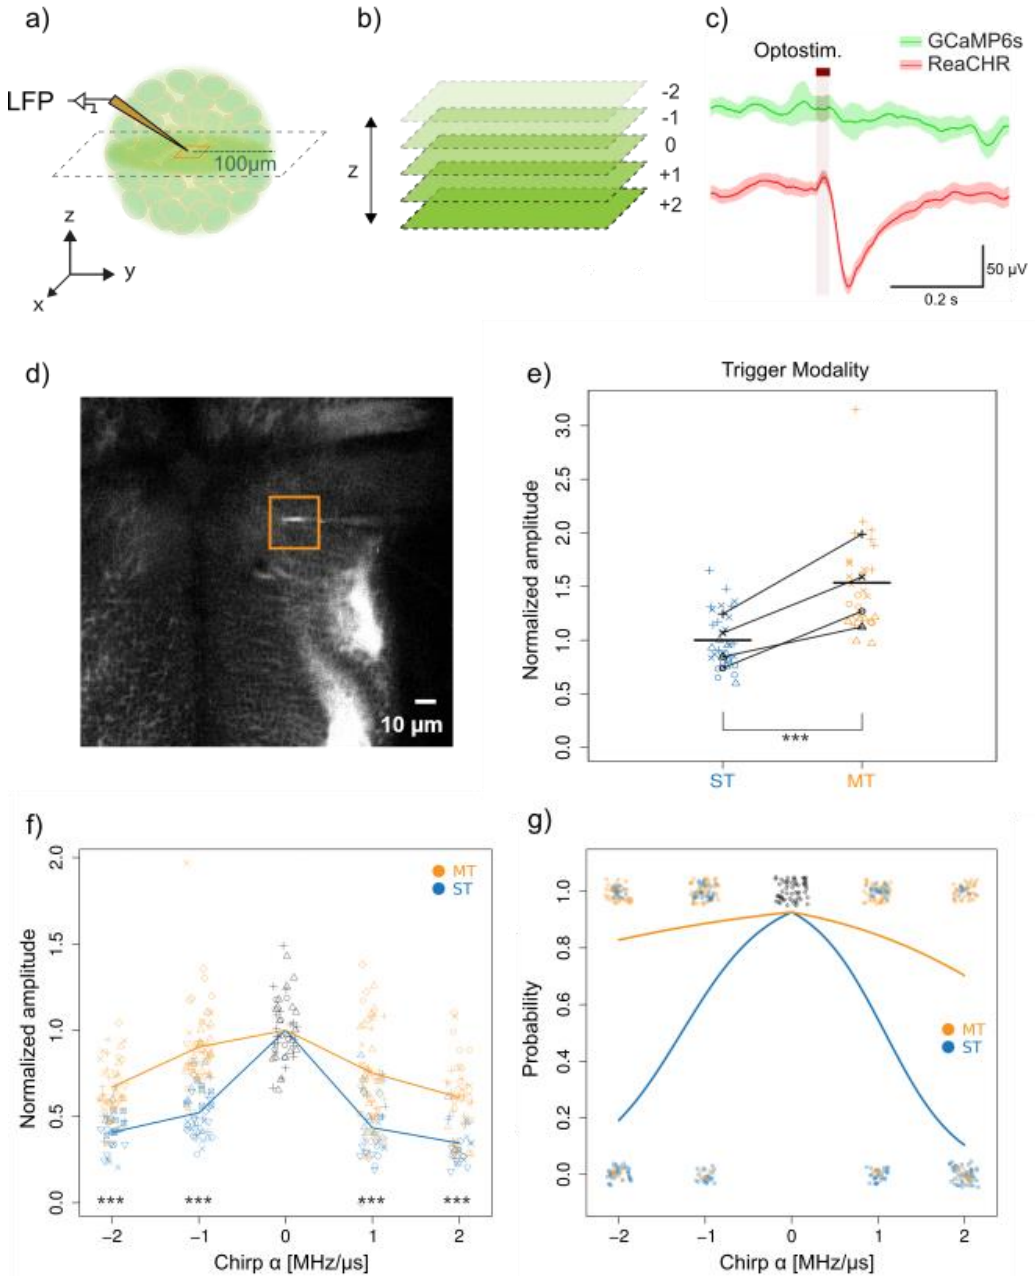 a)
LFP
100µm
z
y
x
b)
z
-2
-1
0
+1
+2
c)
GCaMP6s
ReaCHR
Optostim.
50 µV
0.2 s
d)
10 µm
e)
Trigger Modality
Normalized amplitude
3.0
2.5
2.0
1.5
1.0
0.5
0.0
***
ST
MT
f)
Normalized amplitude
2.0
1.5
1.0
0.5
0.0
MT
ST
*** *** *** ***
−2 −1 0 1 2
Chirp α [MHz/µs]
g)
Probability
1.0
0.8
0.6
0.4
0.2
0.0
MT
ST
−2 −1 0 1 2
Chirp α [MHz/µs]